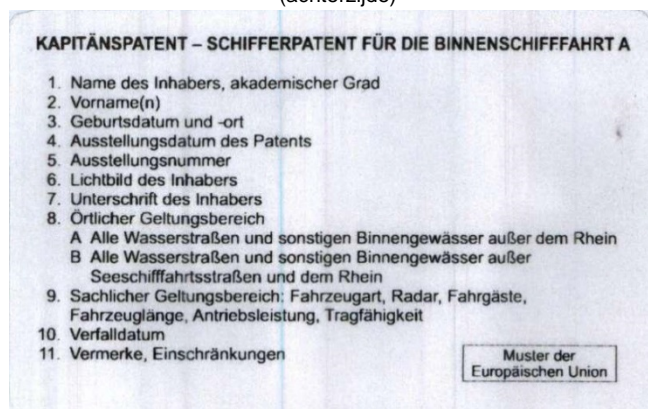 (achterzijde)
KAPITÄNSPATENT – SCHIFFERPATENT FÜR DIE BINNENSCHIFFFAHRT A
1. Name des Inhabers, akademischer Grad
2. Vorname(n)
3. Geburtsdatum und -ort
4. Ausstellungsdatum des Patents
5. Ausstellungsnummer
6. Lichtbild des Inhabers
7. Unterschrift des Inhabers
8. Örtlicher Geltungsbereich
A Alle Wasserstraßen und sonstigen Binnengewässer außer dem Rhein
B Alle Wasserstraßen und sonstigen Binnengewässer außer
Seeschifffahrtsstraßen und dem Rhein
9. Sachlicher Geltungsbereich: Fahrzeugart, Radar, Fahrgäste,
Fahrzeuglänge, Antriebsleistung, Tragfähigkeit
10. Verfalldatum
11. Vermerke, Einschränkungen
Muster der
Europäischen Union